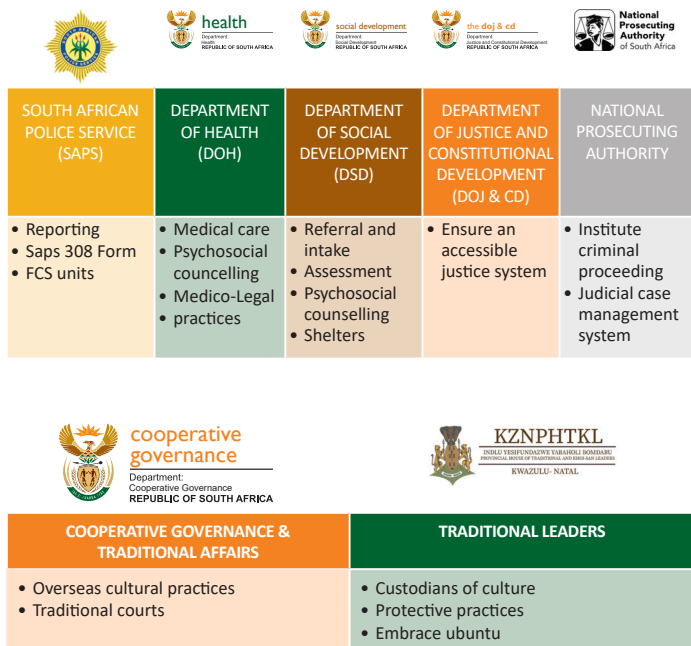 health
Department:
Health
REPUBLIC OF SOUTH AFRICA
social development
Department:
Social Development
REPUBLIC OF SOUTH AFRICA
the doj & cd
Department:
Justice and Constitutional Development
REPUBLIC OF SOUTH AFRICA
National
Prosecuting
Authority
of South Africa
SOUTH AFRICAN
POLICE SERVICE
(SAPS)
DEPARTMENT
OF HEALTH
(DOH)
DEPARTMENT
OF SOCIAL
DEVELOPMENT
(DSD)
DEPARTMENT
OF JUSTICE AND
CONSTITUTIONAL
DEVELOPMENT
(DOJ & CD)
NATIONAL
PROSECUTING
AUTHORITY
• Reporting
• Saps 308 Form
• FCS units
• Medical care
• Psychosocial
councelling
• Medico-Legal
• practices
• Referral and
intake
• Assessment
• Psychosocial
counselling
• Shelters
• Ensure an
accessible
justice system
• Institute
criminal
proceeding
• Judicial case
management
system
cooperative
governance
Department:
Cooperative Governance
REPUBLIC OF SOUTH AFRICA
KZNPHTKL
INDLU YESIFUNDAZWE YABAHOLI BOMDABU
PROVINCIAL HOUSE OF TRADITIONAL AND KHOI-SAN LEADERS
KWAZULU- NATAL
COOPERATIVE GOVERNANCE &
TRADITIONAL AFFAIRS
TRADITIONAL LEADERS
• Overseas cultural practices
• Traditional courts
• Custodians of culture
• Protective practices
• Embrace ubuntu